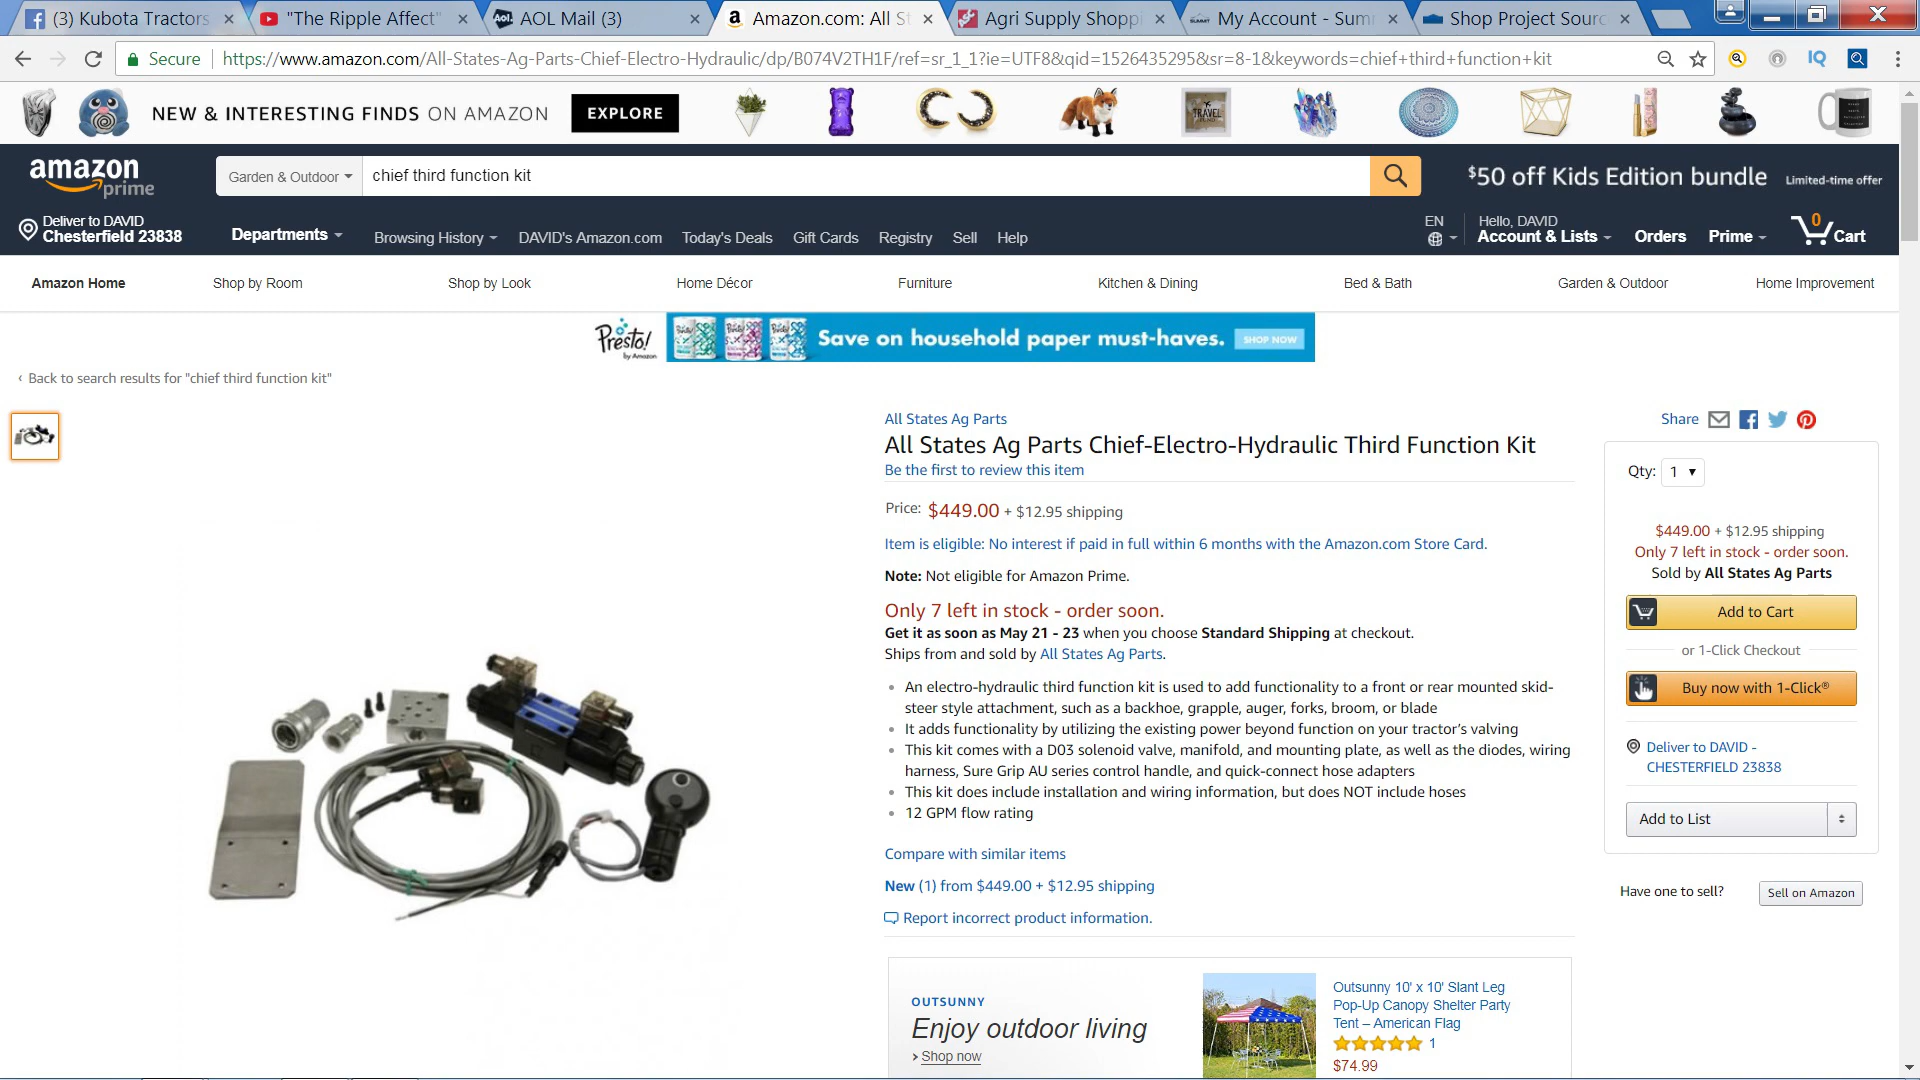 (3) Kubota Tractors
"The Ripple Affect"
AOL Mail (3)
Amazon.com: All St
Agri Supply Shoppi
My Account - Sum
Shop Project Sourc
Secure
https://www.amazon.com/All-States-Ag-Parts-Chief-Electro-Hydraulic/dp/B074V2TH1F/ref=sr_1_1?ie=UTF8&qid=1526435295&sr=8-1&keywords=chief+third+function+kit
IQ
NEW & INTERESTING FINDS ON AMAZON
EXPLORE
TRAVEL
amazon prime
Garden & Outdoor
chief third function kit
$50 off Kids Edition bundle
Limited-time offer
Deliver to DAVID
Chesterfield 23838
Departments
Browsing History
DAVID's Amazon.com
Today's Deals
Gift Cards
Registry
Sell
Help
EN
Hello, DAVID
Account & Lists
Orders
Prime
0
Cart
Amazon Home
Shop by Room
Shop by Look
Home Décor
Furniture
Kitchen & Dining
Bed & Bath
Garden & Outdoor
Home Improvement
Presto!
by Amazon
Save on household paper must-haves.
SHOP NOW
‹ Back to search results for "chief third function kit"
All States Ag Parts
All States Ag Parts Chief-Electro-Hydraulic Third Function Kit
Be the first to review this item
Price: $449.00 + $12.95 shipping
Item is eligible: No interest if paid in full within 6 months with the Amazon.com Store Card.
Note: Not eligible for Amazon Prime.
Only 7 left in stock - order soon.
Get it as soon as May 21 - 23 when you choose Standard Shipping at checkout.
Ships from and sold by All States Ag Parts.
• An electro-hydraulic third function kit is used to add functionality to a front or rear mounted skid-
steer style attachment, such as a backhoe, grapple, auger, forks, broom, or blade
• It adds functionality by utilizing the existing power beyond function on your tractor's valving
• This kit comes with a D03 solenoid valve, manifold, and mounting plate, as well as the diodes, wiring
harness, Sure Grip AU series control handle, and quick-connect hose adapters
• This kit does include installation and wiring information, but does NOT include hoses
• 12 GPM flow rating
Compare with similar items
New (1) from $449.00 + $12.95 shipping
Report incorrect product information.
Share
Qty: 1
$449.00 + $12.95 shipping
Only 7 left in stock - order soon.
Sold by All States Ag Parts
Add to Cart
or 1-Click Checkout
Buy now with 1-Click®
Deliver to DAVID -
CHESTERFIELD 23838
Add to List
Have one to sell?
Sell on Amazon
OUTSUNNY
Enjoy outdoor living
› Shop now
Outsunny 10' x 10' Slant Leg
Pop-Up Canopy Shelter Party
Tent – American Flag
1
$74.99